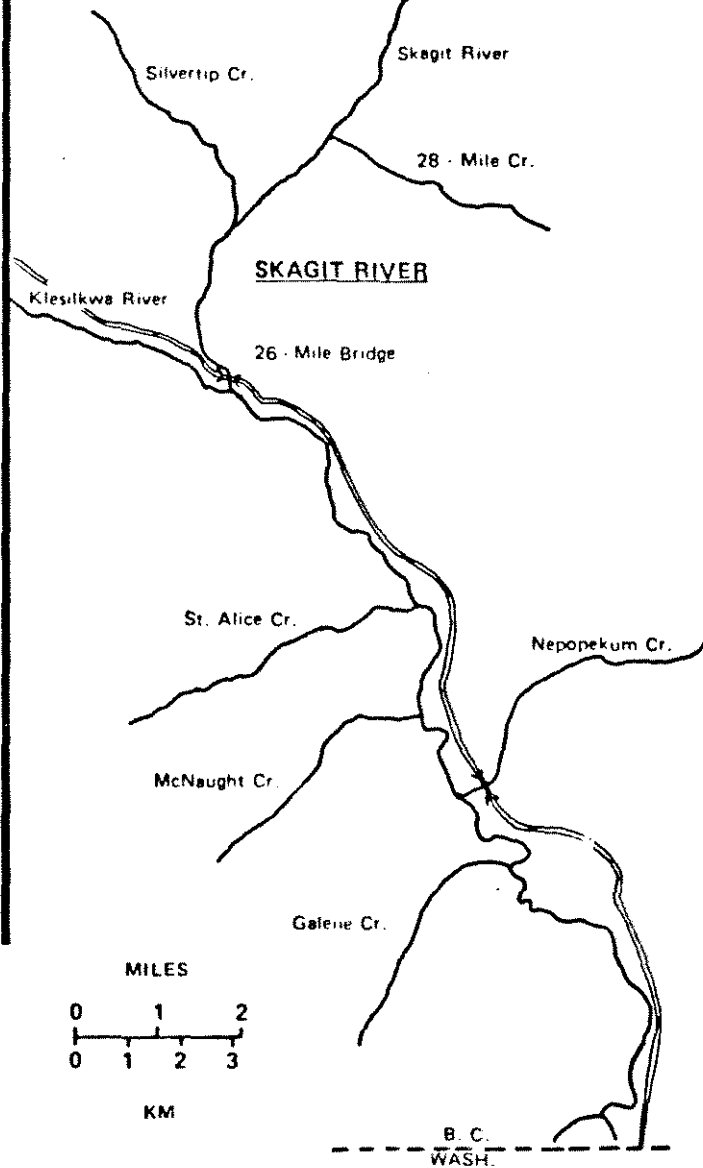 Skagit River
Silvertip Cr.
28 - Mile Cr.
SKAGIT RIVER
Klesilkwa River
26 - Mile Bridge
St. Alice Cr.
Nepopekum Cr.
McNaught Cr.
Galene Cr.
MILES
0 1 2
0 1 2 3
KM
B. C.
WASH.